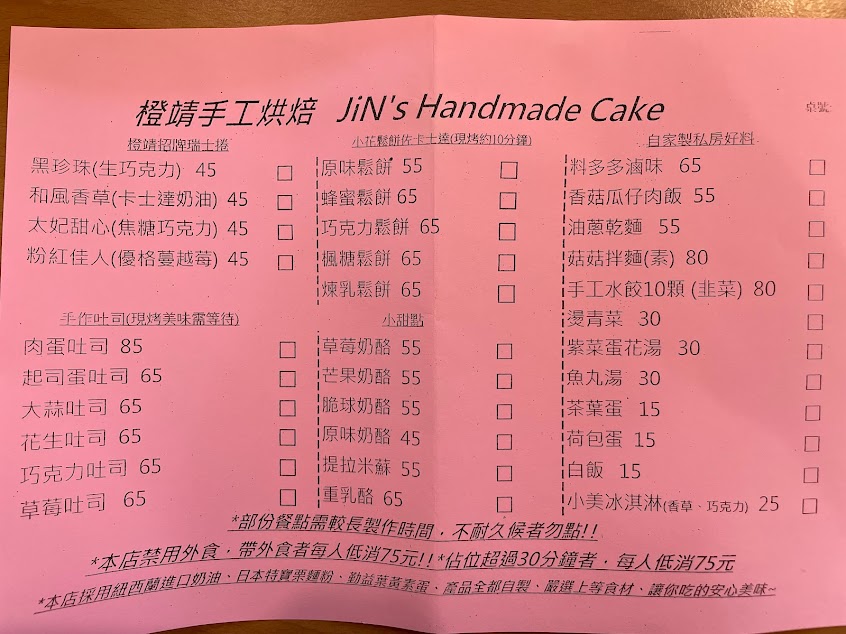 橙靖手工烘焙 JiN's Handmade Cake
桌號
橙靖招牌瑞士捲
黑珍珠(生巧克力) 45 □
和風香草(卡士達奶油) 45 □
太妃甜心(焦糖巧克力) 45 □
粉紅佳人(優格蔓越莓) 45 □
手作吐司(現烤美味需等待)
肉蛋吐司 85 □
起司蛋吐司 65 □
大蒜吐司 65 □
花生吐司 65 □
巧克力吐司 65 □
草莓吐司 65 □
小花鬆餅佐卡士達(現烤約10分鐘)
原味鬆餅 55 □
蜂蜜鬆餅 65 □
巧克力鬆餅 65 □
楓糖鬆餅 65 □
煉乳鬆餅 65 □
小甜點
草莓奶酪 55 □
芒果奶酪 55 □
脆球奶酪 55 □
原味奶酪 45 □
提拉米蘇 55 □
重乳酪 65 □
自家製私房好料
料多多滷味 65 □
香菇瓜仔肉飯 55 □
油蔥乾麵 55 □
菇菇拌麵(素) 80 □
手工水餃10顆 (韭菜) 80 □
燙青菜 30 □
紫菜蛋花湯 30 □
魚丸湯 30 □
茶葉蛋 15 □
荷包蛋 15 □
白飯 15 □
小美冰淇淋(香草、巧克力) 25 □
*部份餐點需較長製作時間，不耐久候者勿點!!
*本店禁用外食，帶外食者每人低消75元!!*佔位超過30分鐘者，每人低消75元
*本店採用紐西蘭進口奶油、日本特寶栗麵粉、勤益葉黃素蛋、產品全都自製、嚴選上等食材、讓你吃的安心美味~